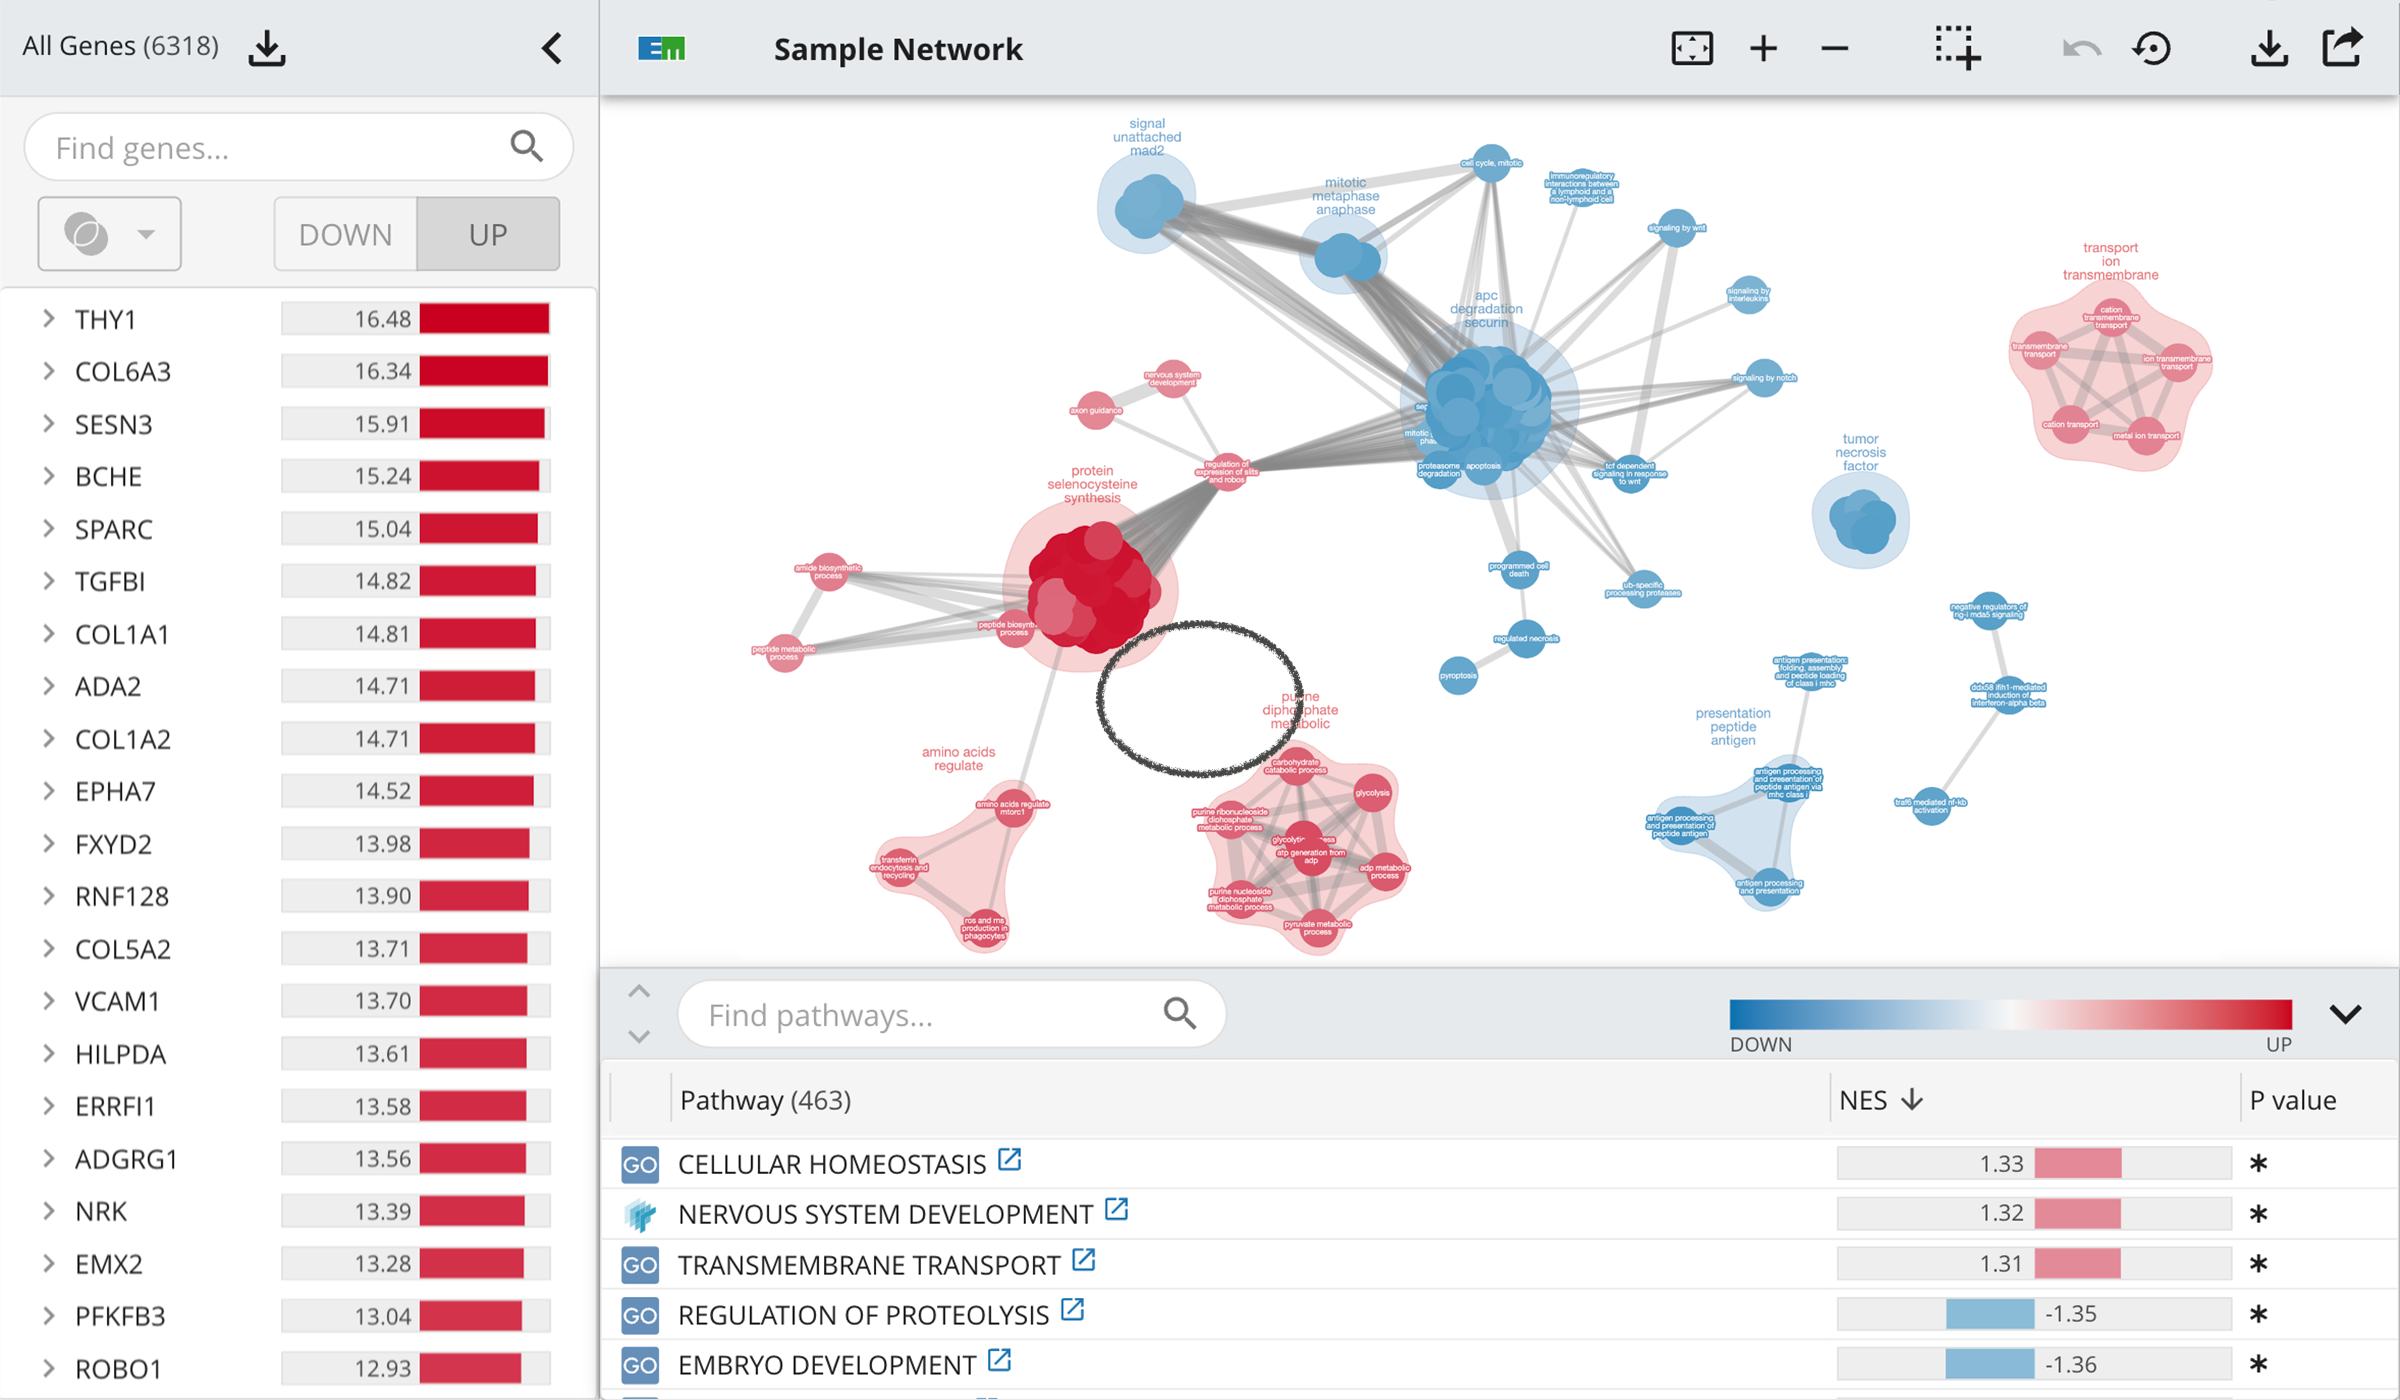 All Genes (6318)
Sample Network
Find genes...
DOWN
UP
THY1 16.48
COL6A3 16.34
SESN3 15.91
BCHE 15.24
SPARC 15.04
TGFBI 14.82
COL1A1 14.81
ADA2 14.71
COL1A2 14.71
EPHA7 14.52
FXYD2 13.98
RNF128 13.90
COL5A2 13.71
VCAM1 13.70
HILPDA 13.61
ERRFI1 13.58
ADGRG1 13.56
NRK 13.39
EMX2 13.28
PFKFB3 13.04
ROBO1 12.93
signal
unattached
mad2
mitotic
metaphase
anaphase
cell cycle, mitotic
immunoregulatory
interactions between
a lymphoid and a
non-lymphoid cell
signaling by wnt
signaling by
interleukins
apc
degradation
securin
signaling by notch
mitotic
proteasome
degradation
apoptosis
tcf dependent
signaling in response
to wnt
transport
ion
transmembrane
cation
transmembrane
transport
transmembrane
transport
ion transmembrane
transport
cation transport
metal ion transport
tumor
necrosis
factor
nervous system
development
axon guidance
regulation of
expression of slits
and robos
protein
selenocysteine
synthesis
amide biosynthetic
process
peptide metabolic
process
process
programmed cell
death
ub-specific
processing proteases
regulated necrosis
pyroptosis
negative regulators of
rig-i mda5 signaling
ddx58 ifih1-mediated
induction of
interferon-alpha beta
traf6 mediated nf-kb
activation
antigen presentation:
folding, assembly
and peptide loading
of class i mhc
presentation
peptide
antigen
antigen processing
and presentation of
peptide antigen via
mhc class i
antigen processing
and presentation of
peptide antigen
antigen processing
and presentation
amino acids
regulate
amino acids regulate
mtorc1
transferrin
endocytosis and
recycling
ros and rns
production in
phagocytes
purine
diphosphate
metabolic
carbohydrate
catabolic process
glycolysis
purine ribonucleoside
diphosphate
metabolic process
atp generation from
adp
adp metabolic
process
purine nucleoside
diphosphate
metabolic process
pyruvate metabolic
process
Find pathways...
DOWN
UP
Pathway (463) NES P value
GO CELLULAR HOMEOSTASIS 1.33 *
NERVOUS SYSTEM DEVELOPMENT 1.32 *
GO TRANSMEMBRANE TRANSPORT 1.31 *
GO REGULATION OF PROTEOLYSIS -1.35 *
GO EMBRYO DEVELOPMENT -1.36 *